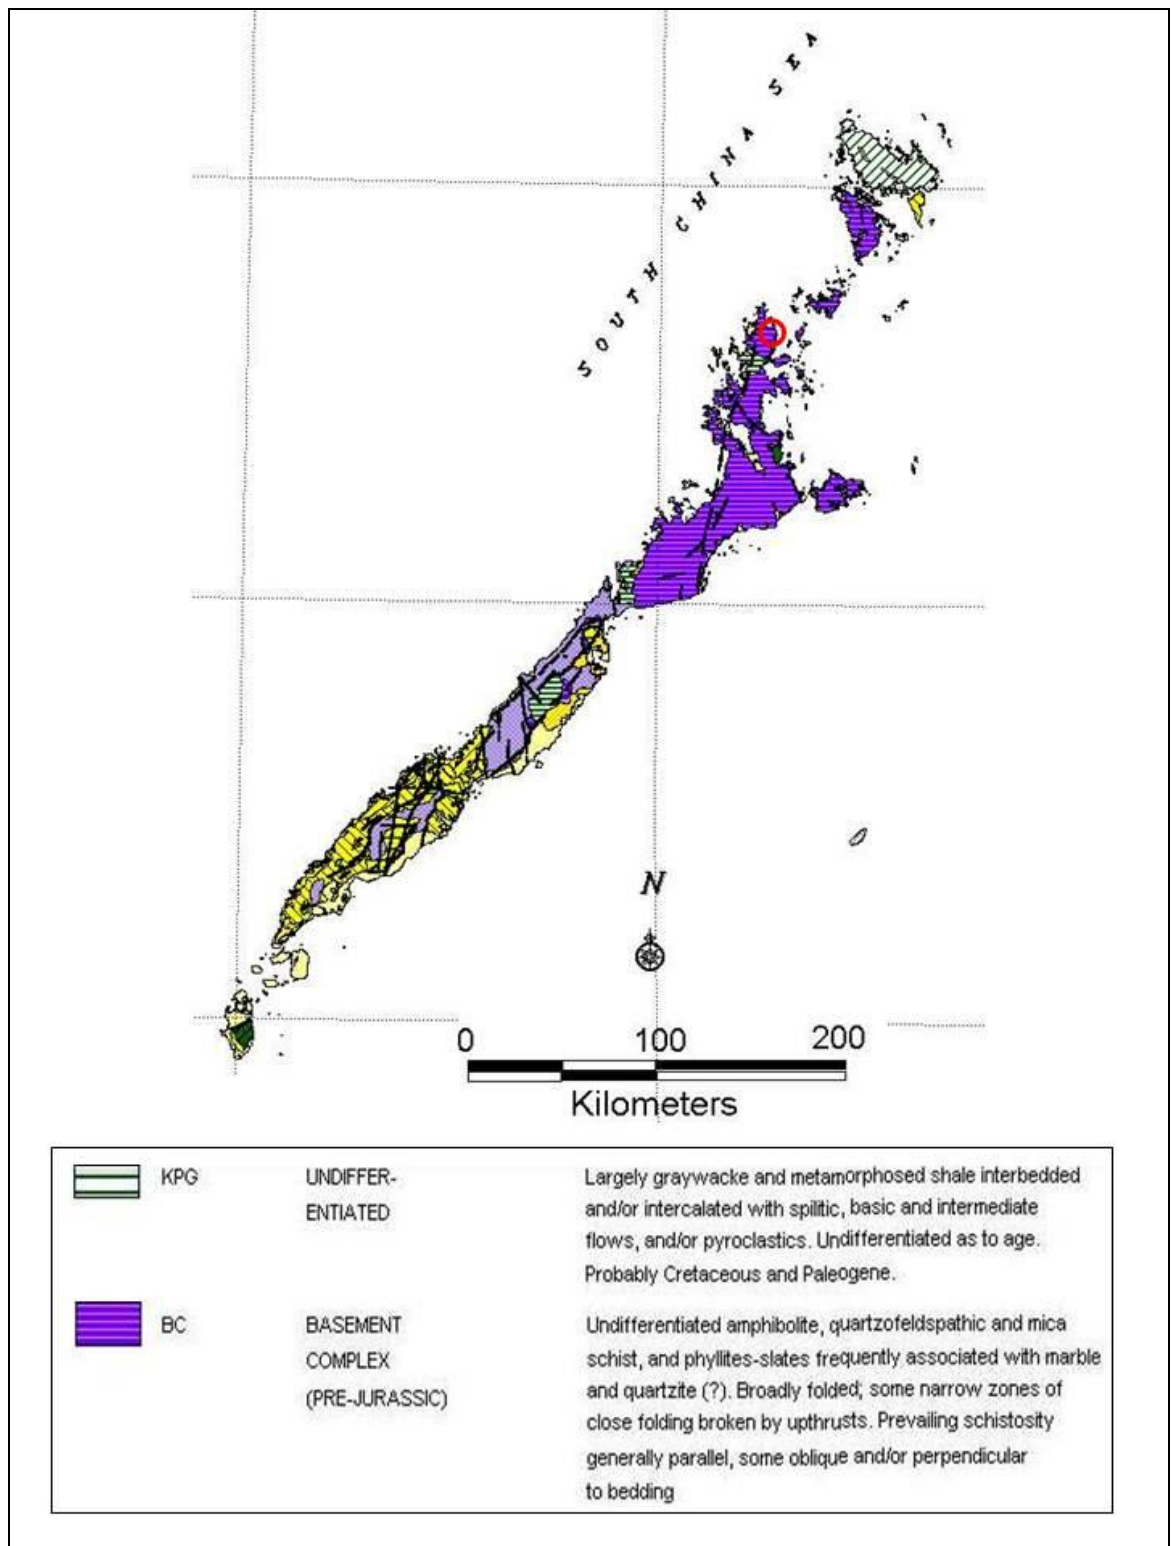 SOUTH CHINA SEA
N
0 100 200
Kilometers
KPG UNDIFFER- Largely graywacke and metamorphosed shale interbedded
ENTIATED and/or intercalated with spilitic, basic and intermediate
flows, and/or pyroclastics. Undifferentiated as to age.
Probably Cretaceous and Paleogene.
BC BASEMENT Undifferentiated amphibolite, quartzofeldspathic and mica
COMPLEX schist, and phyllites-slates frequently associated with marble
(PRE-JURASSIC) and quartzite (?). Broadly folded; some narrow zones of
close folding broken by upthrusts. Prevailing schistosity
generally parallel, some oblique and/or perpendicular
to bedding